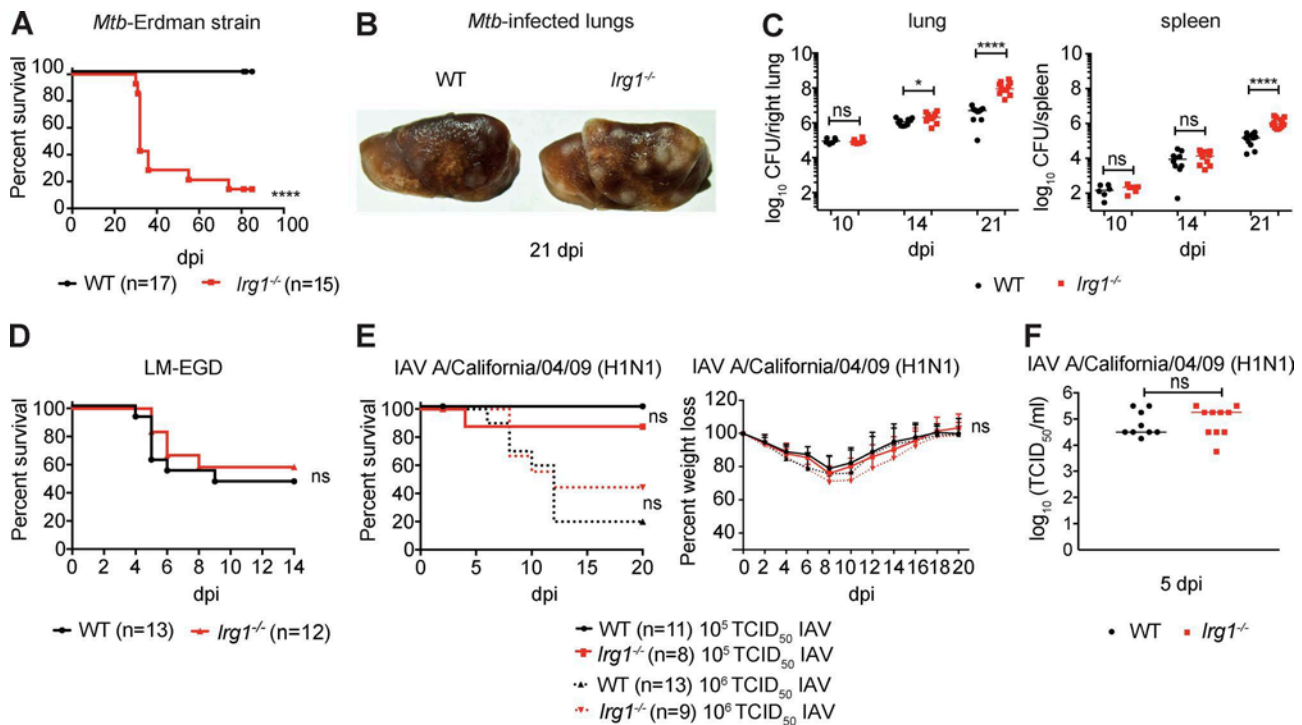 A
Mtb-Erdman strain
Percent survival
100
80
60
40
20
0
0 20 40 60 80 100
****
dpi
WT (n=17) Irg1-/- (n=15)
B
Mtb-infected lungs
WT Irg1-/-
21 dpi
C
lung
log10 CFU/right lung
8
6
4
2
ns
*
****
10 14 21
dpi
spleen
log10 CFU/spleen
8
6
4
2
ns
ns
****
10 14 21
dpi
WT Irg1-/-
D
LM-EGD
Percent survival
100
80
60
40
20
0
0 2 4 6 8 10 12 14
ns
dpi
WT (n=13) Irg1-/- (n=12)
E
IAV A/California/04/09 (H1N1)
Percent survival
100
80
60
40
20
0
0 5 10 15 20
ns
ns
dpi
IAV A/California/04/09 (H1N1)
Percent weight loss
120
100
80
60
40
0 2 4 6 8 10 12 14 16 18 20
ns
dpi
WT (n=11) 10^5 TCID50 IAV
Irg1-/- (n=8) 10^5 TCID50 IAV
WT (n=13) 10^6 TCID50 IAV
Irg1-/- (n=9) 10^6 TCID50 IAV
F
IAV A/California/04/09 (H1N1)
log10 (TCID50/ml)
6
5
4
3
2
1
0
ns
5 dpi
WT Irg1-/-